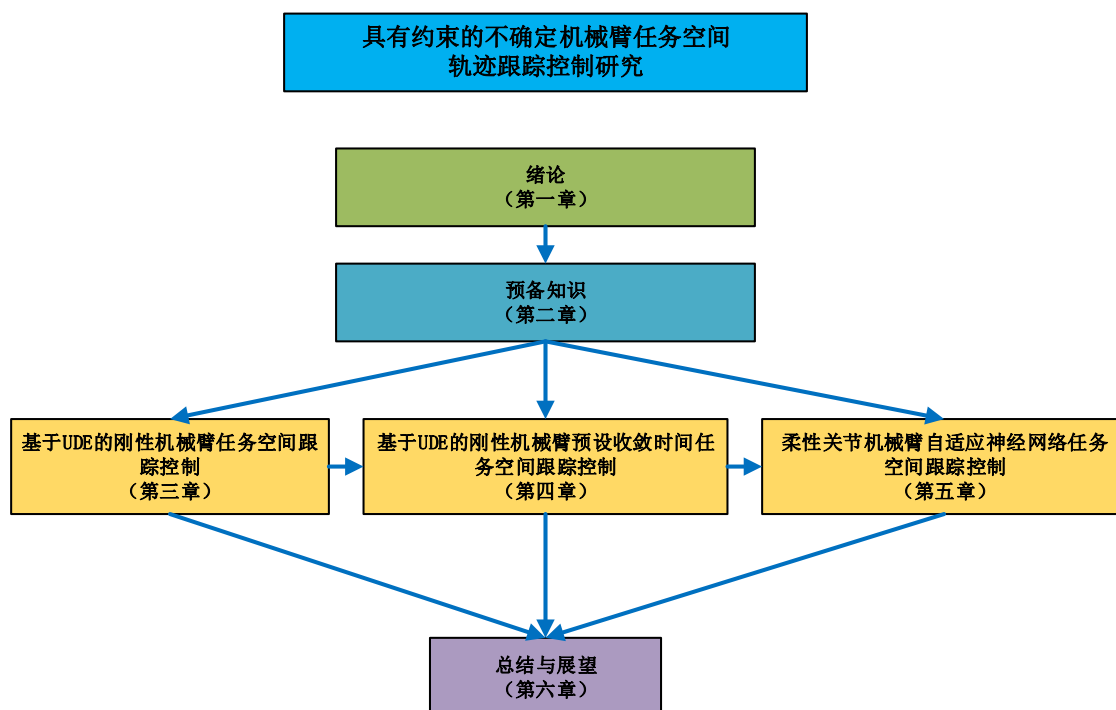 具有约束的不确定机械臂任务空间
轨迹跟踪控制研究
绪论
（第一章）
预备知识
（第二章）
基于UDE的刚性机械臂任务空间跟
踪控制
（第三章）
基于UDE的刚性机械臂预设收敛时间任
务空间跟踪控制
（第四章）
柔性关节机械臂自适应神经网络任务
空间跟踪控制
（第五章）
总结与展望
（第六章）